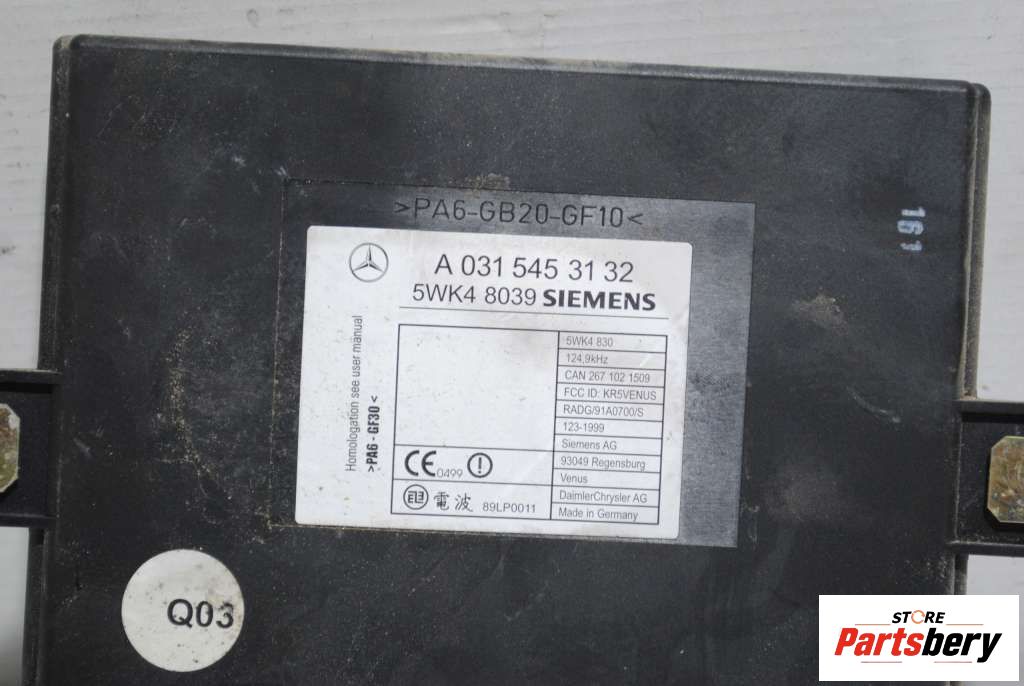 >PA6-GB20-GF10<
161
A 031 545 31 32
5WK4 8039 SIEMENS
Homologation see user manual
>PA6 - GF30<
5WK4 830
124,9kHz
CAN 267 102 1509
FCC ID: KR5VENUS
RADG/91A0700/S
123-1999
Siemens AG
93049 Regensburg
Venus
DaimlerChrysler AG
Made in Germany
CE 0499
電波 89LP0011
Q03
STORE
Partsbery